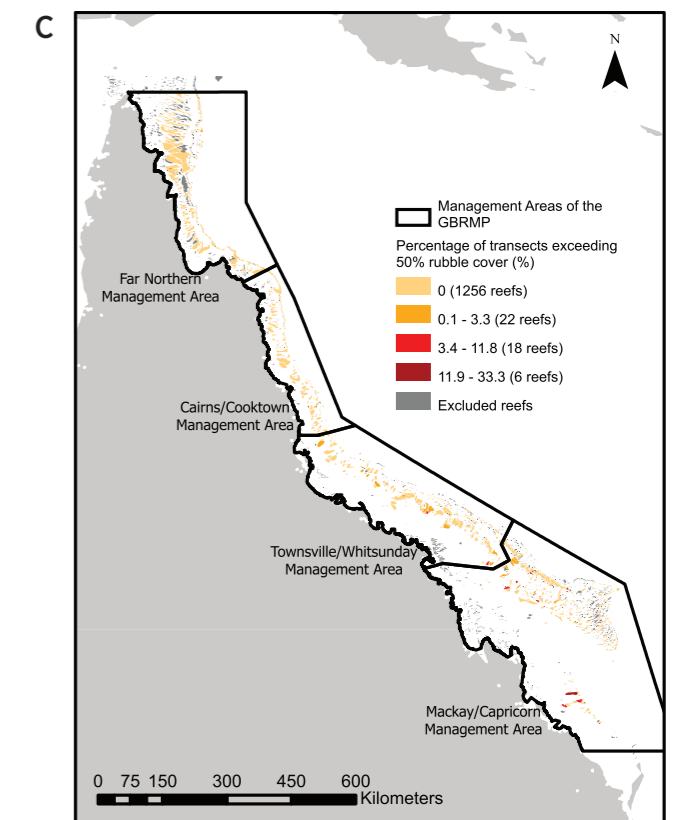 C
N
Management Areas of the
GBRMP
Percentage of transects exceeding
50% rubble cover (%)
0 (1256 reefs)
0.1 - 3.3 (22 reefs)
3.4 - 11.8 (18 reefs)
11.9 - 33.3 (6 reefs)
Excluded reefs
Far Northern
Management Area
Cairns/Cooktown
Management Area
Townsville/Whitsunday
Management Area
Mackay/Capricorn
Management Area
0 75 150 300 450 600
Kilometers